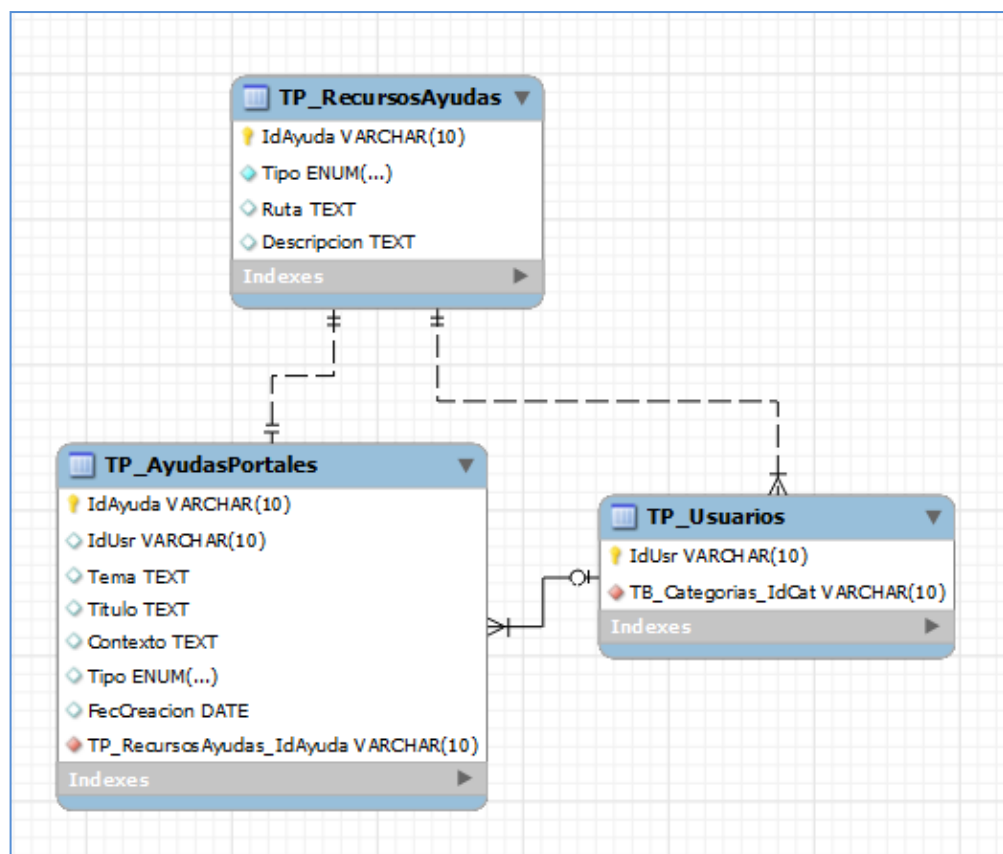 TP_RecursosAyudas
IdAyuda VARCHAR(10)
Tipo ENUM(...)
Ruta TEXT
Descripcion TEXT
Indexes
TP_AyudasPortales
IdAyuda VARCHAR(10)
IdUsr VARCHAR(10)
Tema TEXT
Titulo TEXT
Contexto TEXT
Tipo ENUM(...)
FecCreacion DATE
TP_RecursosAyudas_IdAyuda VARCHAR(10)
Indexes
TP_Usuarios
IdUsr VARCHAR(10)
TB_Categorias_IdCat VARCHAR(10)
Indexes